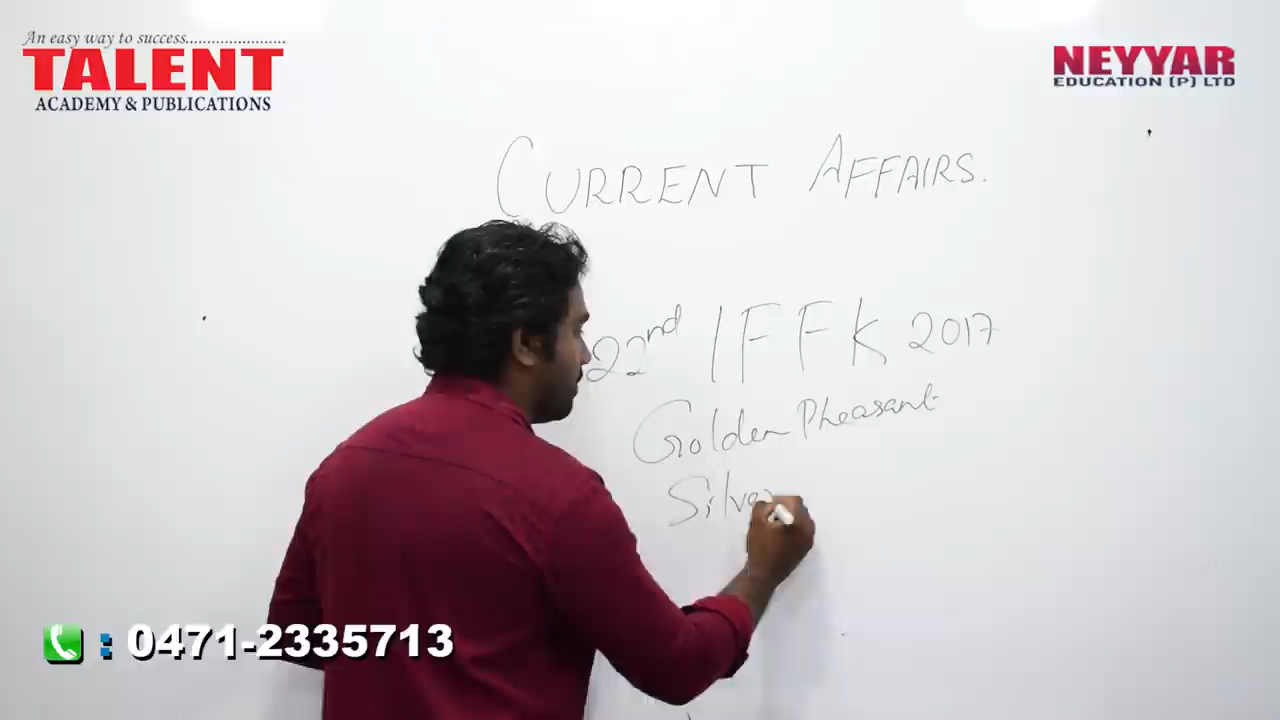 An easy way to success........................
TALENT
ACADEMY & PUBLICATIONS
NEYYAR
EDUCATION (P) LTD
CURRENT AFFAIRS.
22nd IFFK 2017
Golden Pheasant
Silver
: 0471-2335713